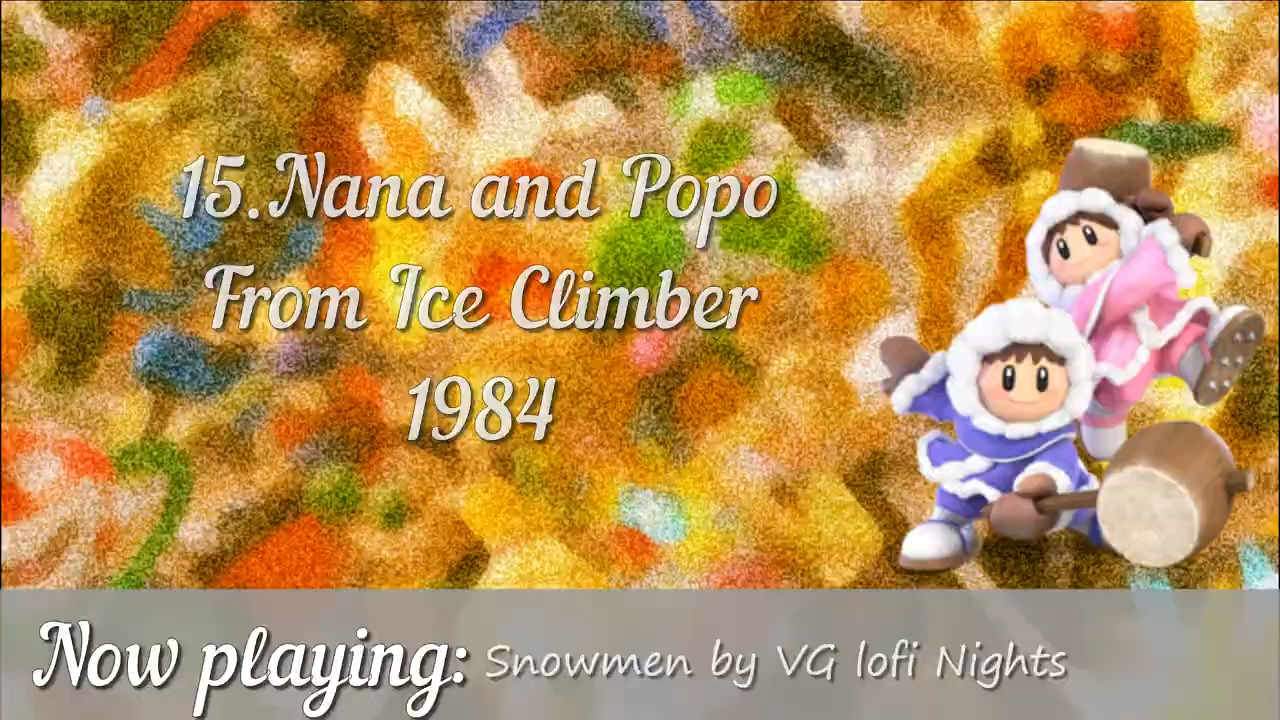 15.Nana and Popo
From Ice Climber
1984
Now playing: Snowmen by VG lofi Nights